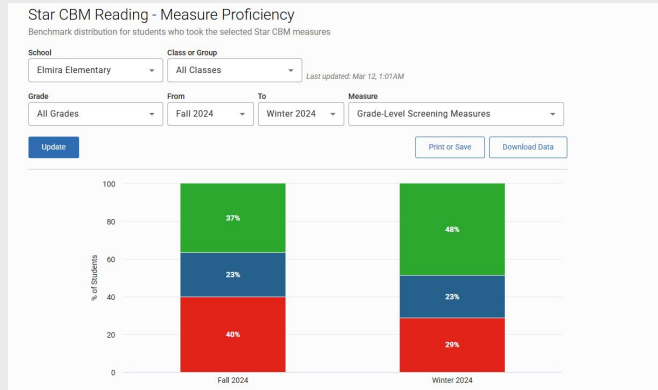 Star CBM Reading - Measure Proficiency
Benchmark distribution for students who took the selected Star CBM measures
School
Class or Group
Elmira Elementary
All Classes
Last updated: Mar 12, 1:01AM
Grade
From
To
Measure
All Grades
Fall 2024
Winter 2024
Grade-Level Screening Measures
Update
Print or Save
Download Data
100
80
60
40
20
0
% of Students
37%
23%
40%
48%
23%
29%
Fall 2024
Winter 2024